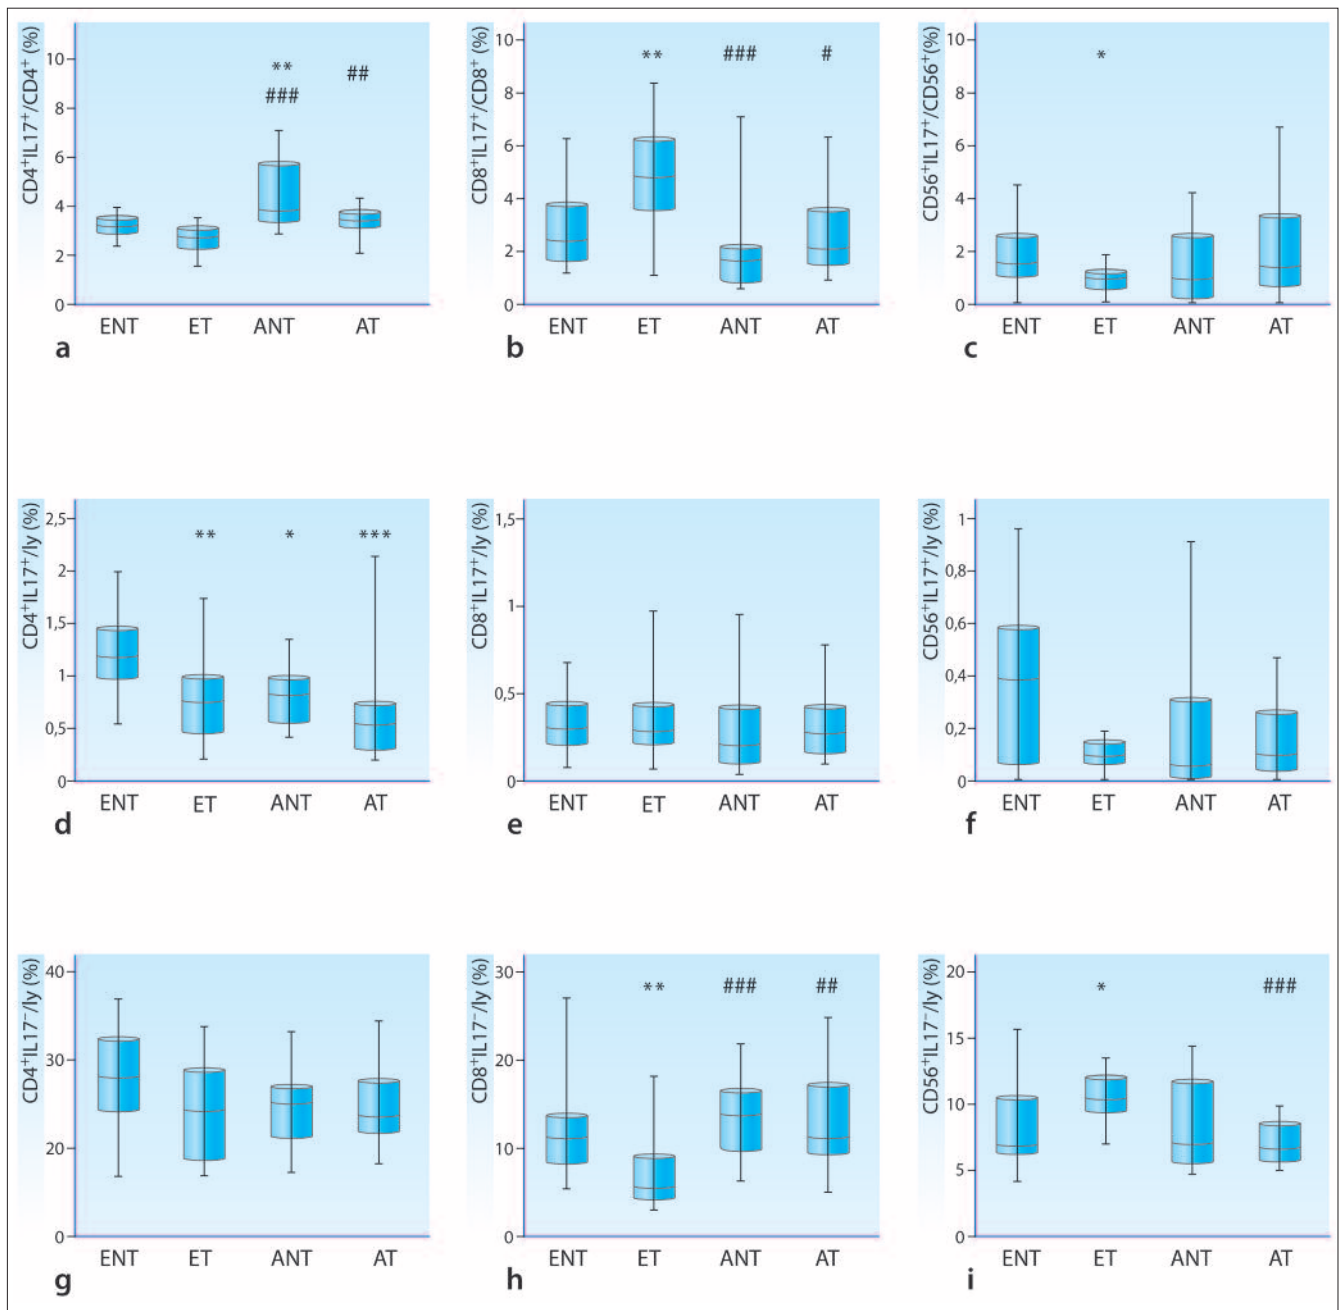 CD4+IL17+/CD4+ (%)
10
8
6
4
2
0
**
###
##
ENT ET ANT AT
a
CD8+IL17+/CD8+ (%)
10
8
6
4
2
0
** ### #
ENT ET ANT AT
b
CD56+IL17+/CD56+(%)
10
8
6
4
2
0
*
ENT ET ANT AT
c
CD4+IL17+/ly (%)
2,5
2
1,5
1
0,5
0
** * ***
ENT ET ANT AT
d
CD8+IL17+/ly (%)
1,5
1
0,5
0
ENT ET ANT AT
e
CD56+IL17+/ly (%)
1
0,8
0,6
0,4
0,2
0
ENT ET ANT AT
f
CD4+IL17−/ly (%)
40
30
20
0
ENT ET ANT AT
g
CD8+IL17−/ly (%)
30
20
10
0
** ### ##
ENT ET ANT AT
h
CD56+IL17−/ly (%)
20
15
10
5
0
* ###
ENT ET ANT AT
i